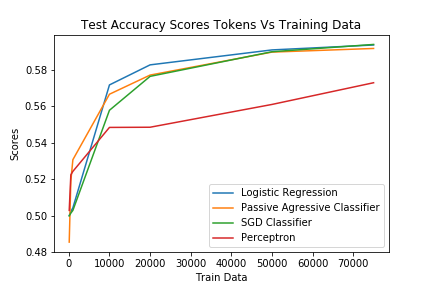 Test Accuracy Scores Tokens Vs Training Data
Scores
0.58
0.56
0.54
0.52
0.50
0.48
Logistic Regression
Passive Agressive Classifier
SGD Classifier
Perceptron
0 10000 20000 30000 40000 50000 60000 70000
Train Data